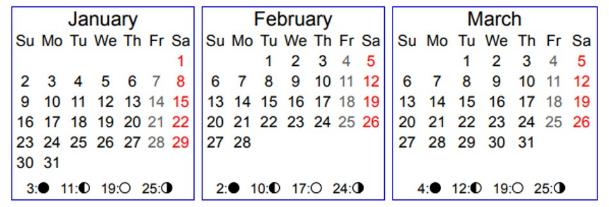 January
Su Mo Tu We Th Fr Sa
1
2 3 4 5 6 7 8
9 10 11 12 13 14 15
16 17 18 19 20 21 22
23 24 25 26 27 28 29
30 31
3:● 11:◐ 19:○ 25:◑
February
Su Mo Tu We Th Fr Sa
1 2 3 4 5
6 7 8 9 10 11 12
13 14 15 16 17 18 19
20 21 22 23 24 25 26
27 28
2:● 10:◐ 17:○ 24:◑
March
Su Mo Tu We Th Fr Sa
1 2 3 4 5
6 7 8 9 10 11 12
13 14 15 16 17 18 19
20 21 22 23 24 25 26
27 28 29 30 31
4:● 12:◐ 19:○ 25:◑